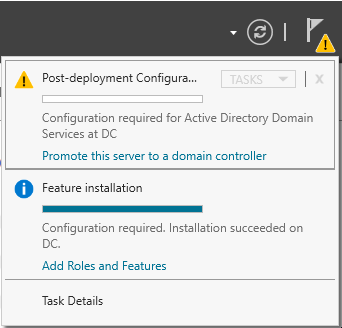 Post-deployment Configura...
TASKS
X
Configuration required for Active Directory Domain
Services at DC
Promote this server to a domain controller
Feature installation
Configuration required. Installation succeeded on
DC.
Add Roles and Features
Task Details